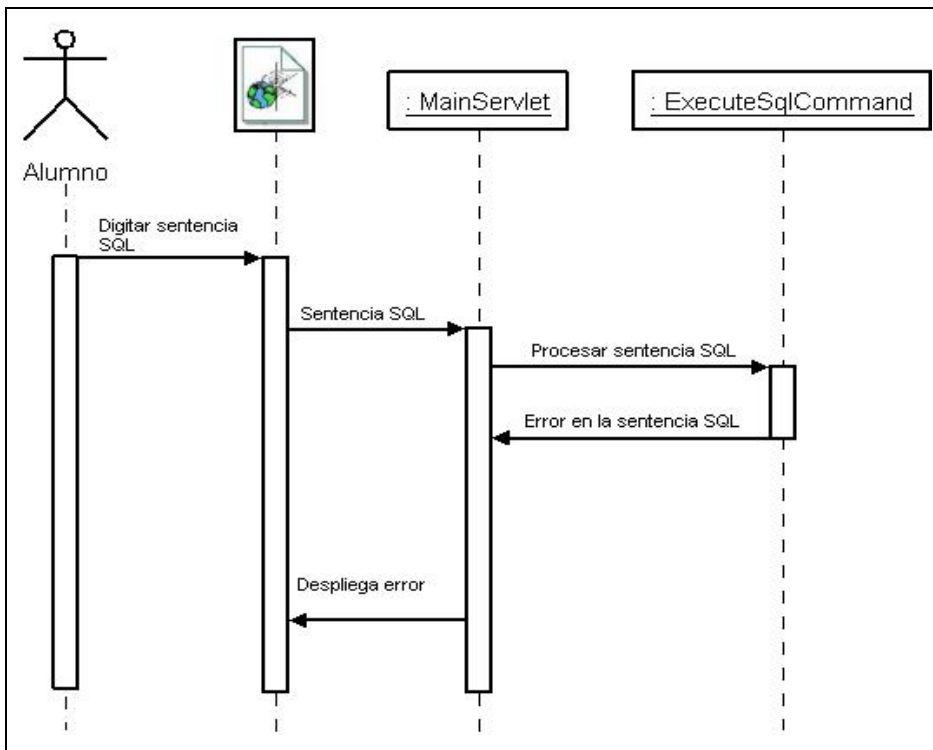 : MainServlet
: ExecuteSqlCommand
Alumno
Digitar sentencia
SQL
Sentencia SQL
Procesar sentencia SQL
Error en la sentencia SQL
Despliega error